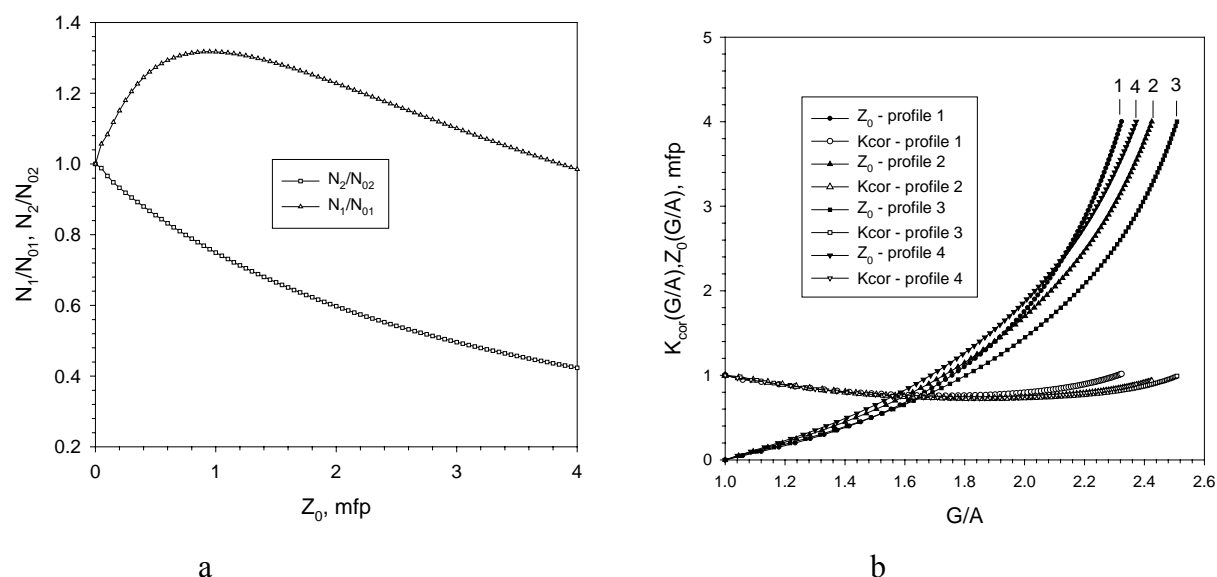 1.4
1.2
1.0
0.8
0.6
0.4
0.2
N1/N01, N2/N02
N2/N02
N1/N01
0 1 2 3 4
Z0, mfp
a
5
4
3
2
1
0
Kcor(G/A),Z0(G/A), mfp
1 4 2 3
Z0 - profile 1
Kcor - profile 1
Z0 - profile 2
Kcor - profile 2
Z0 - profile 3
Kcor - profile 3
Z0 - profile 4
Kcor - profile 4
1.0 1.2 1.4 1.6 1.8 2.0 2.2 2.4 2.6
G/A
b